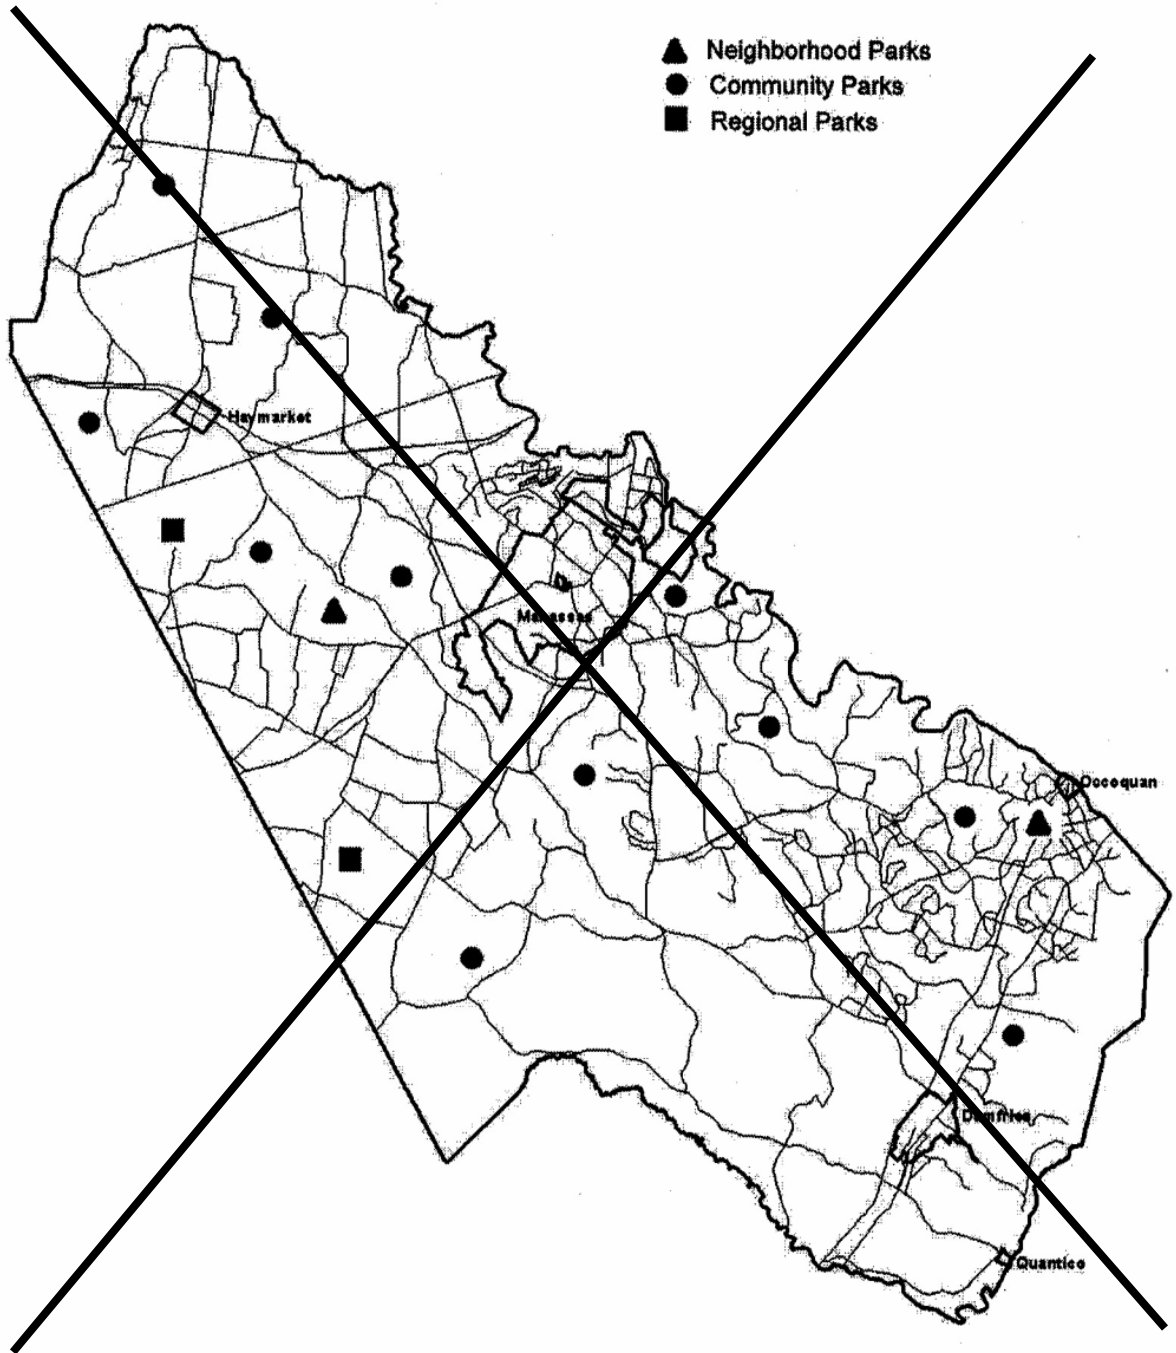 Neighborhood Parks
Community Parks
Regional Parks
Haymarket
Manassas
Occoquan
Dumfries
Quantico